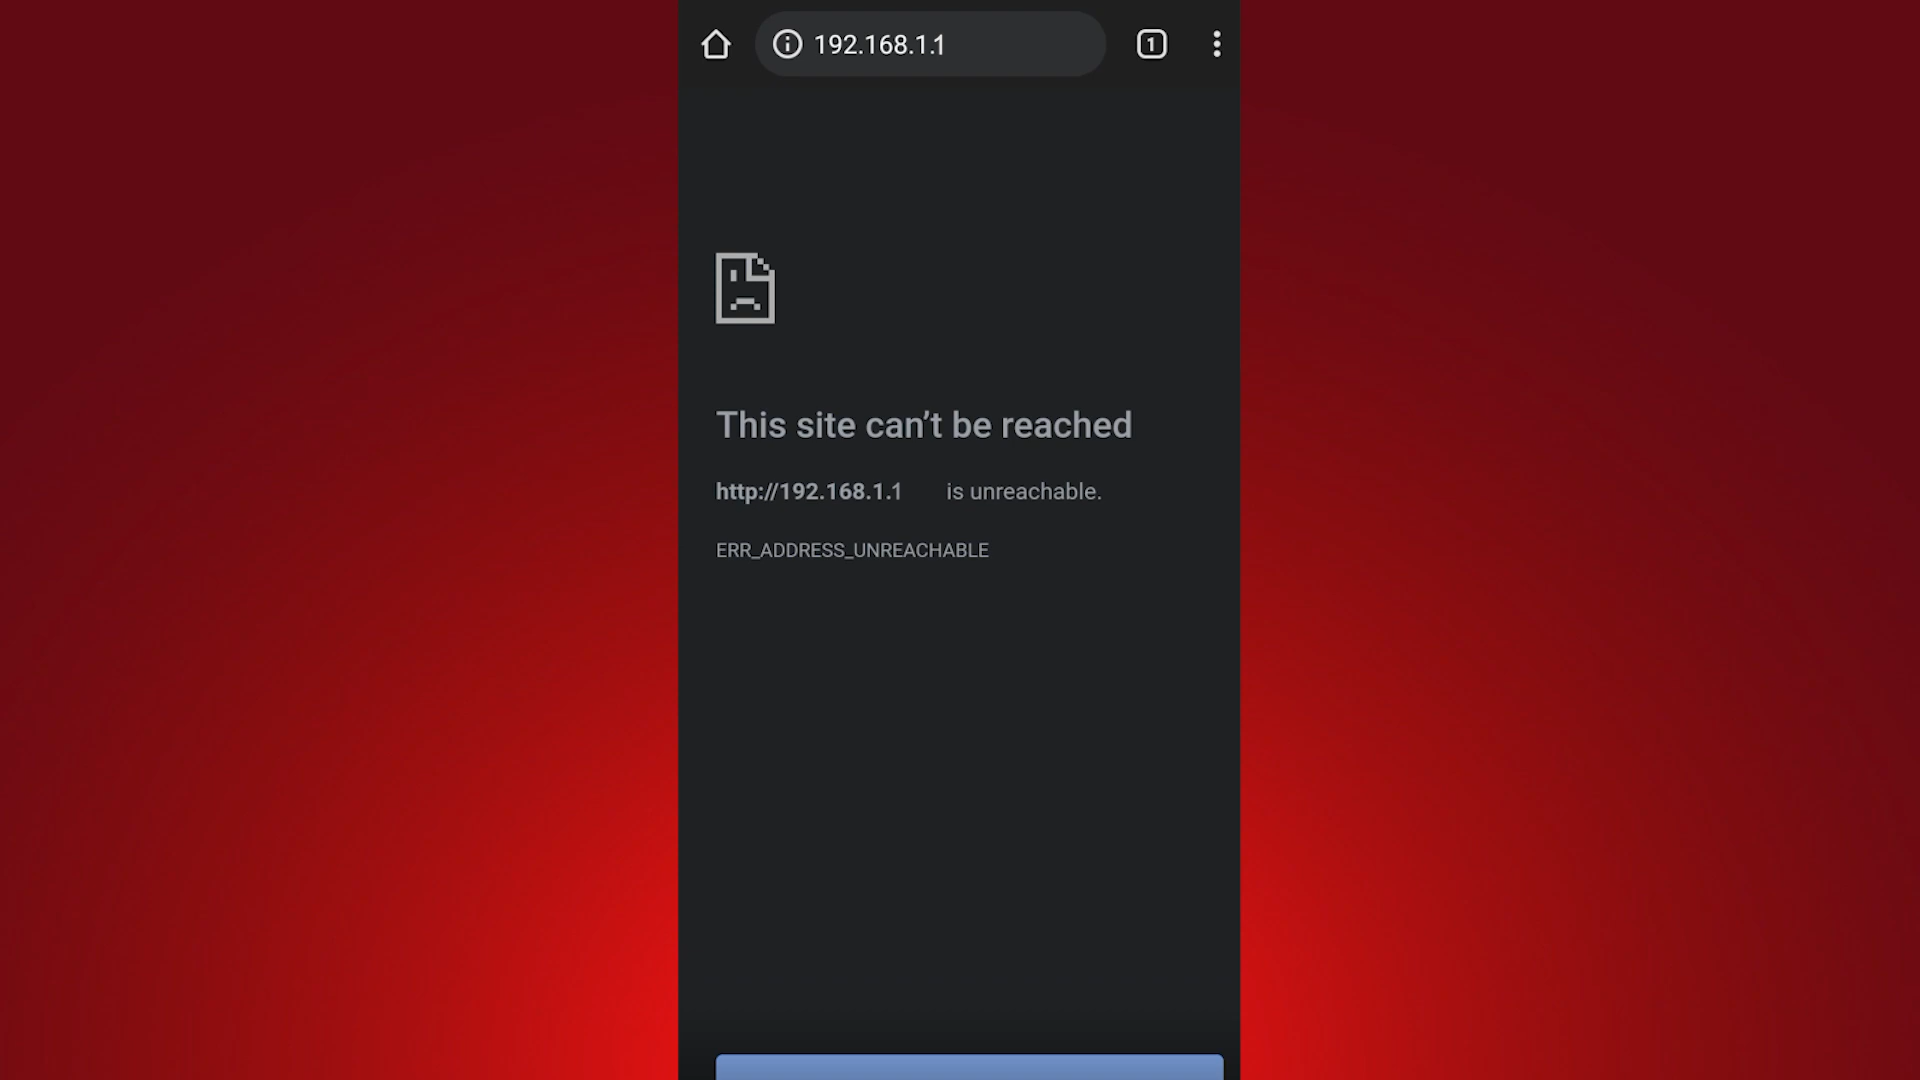 192.168.1.1
1
This site can’t be reached
http://192.168.1.1 is unreachable.
ERR_ADDRESS_UNREACHABLE